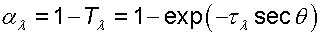 α_λ = 1 − T_λ = 1 − exp(−τ_λ sec θ)